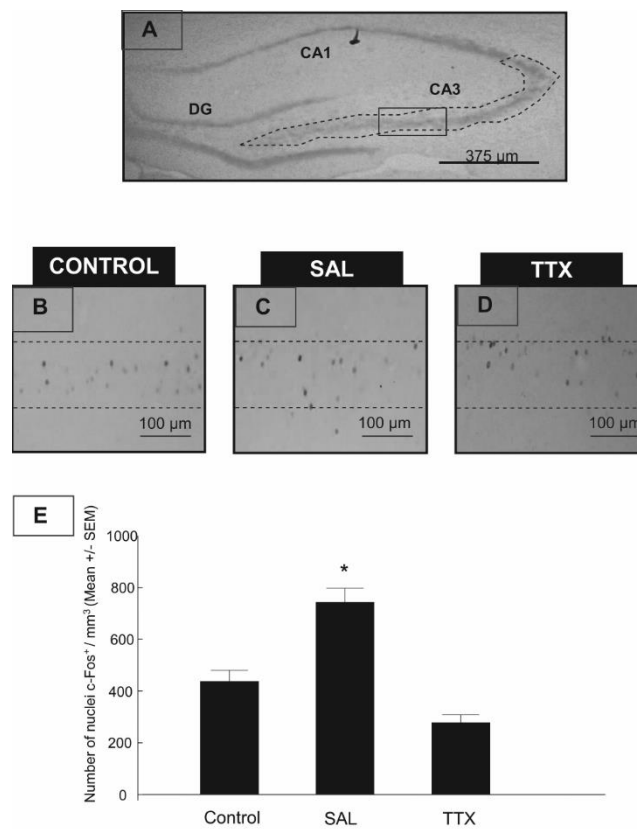 A
CA1
CA3
DG
375 µm
CONTROL
SAL
TTX
B
C
D
100 µm
100 µm
100 µm
E
Number of nuclei c-Fos⁺ / mm³ (Mean +/- SEM)
1000
800
600
400
200
0
*
Control
SAL
TTX